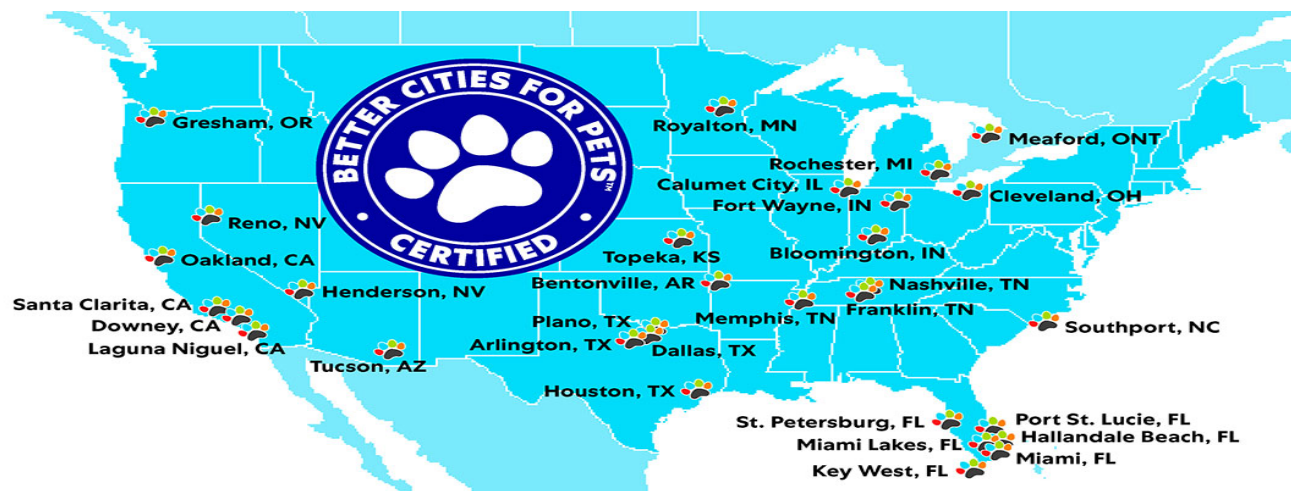 BETTER CITIES FOR PETS™
CERTIFIED
Gresham, OR
Royalton, MN
Meaford, ONT
Rochester, MI
Calumet City, IL
Cleveland, OH
Fort Wayne, IN
Reno, NV
Topeka, KS
Bloomington, IN
Oakland, CA
Bentonville, AR
Nashville, TN
Henderson, NV
Santa Clarita, CA
Franklin, TN
Memphis, TN
Plano, TX
Downey, CA
Southport, NC
Arlington, TX
Laguna Niguel, CA
Dallas, TX
Tucson, AZ
Houston, TX
St. Petersburg, FL
Port St. Lucie, FL
Hallandale Beach, FL
Miami Lakes, FL
Miami, FL
Key West, FL